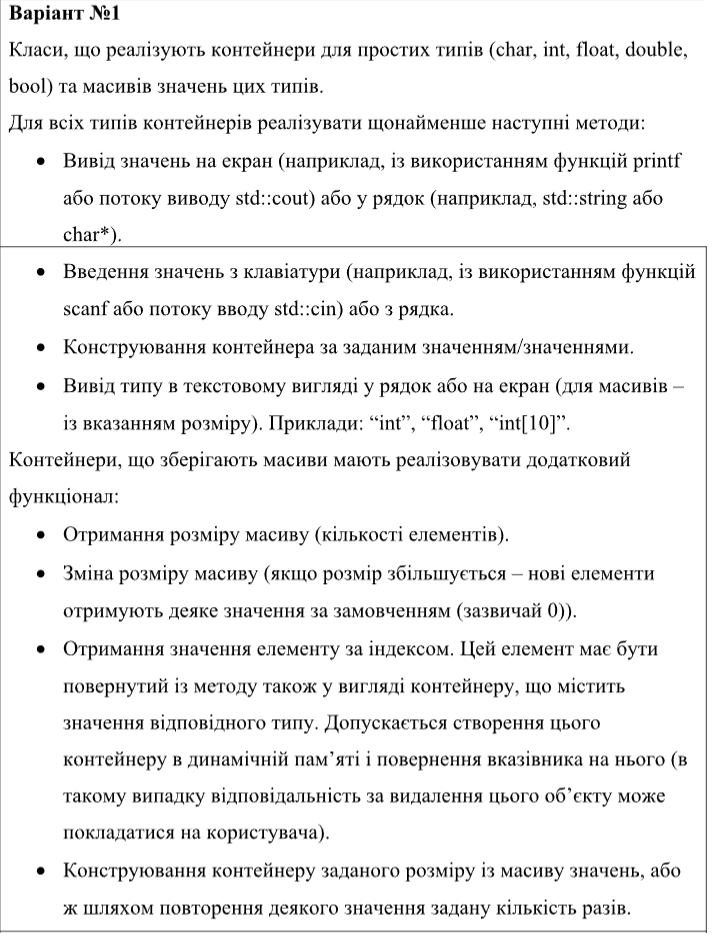 Варіант №1
Класи, що реалізують контейнери для простих типів (char, int, float, double,
bool) та масивів значень цих типів.
Для всіх типів контейнерів реалізувати щонайменше наступні методи:
• Вивід значень на екран (наприклад, із використанням функцій printf
або потоку виводу std::cout) або у рядок (наприклад, std::string або
char*).
• Введення значень з клавіатури (наприклад, із використанням функцій
scanf або потоку вводу std::cin) або з рядка.
• Конструювання контейнера за заданим значенням/значеннями.
• Вивід типу в текстовому вигляді у рядок або на екран (для масивів –
із вказанням розміру). Приклади: “int”, “float”, “int[10]”.
Контейнери, що зберігають масиви мають реалізовувати додатковий
функціонал:
• Отримання розміру масиву (кількості елементів).
• Зміна розміру масиву (якщо розмір збільшується – нові елементи
отримують деяке значення за замовченням (зазвичай 0)).
• Отримання значення елементу за індексом. Цей елемент має бути
повернутий із методу також у вигляді контейнеру, що містить
значення відповідного типу. Допускається створення цього
контейнеру в динамічній пам’яті і повернення вказівника на нього (в
такому випадку відповідальність за видалення цього об’єкту може
покладатися на користувача).
• Конструювання контейнеру заданого розміру із масиву значень, або
ж шляхом повторення деякого значення задану кількість разів.